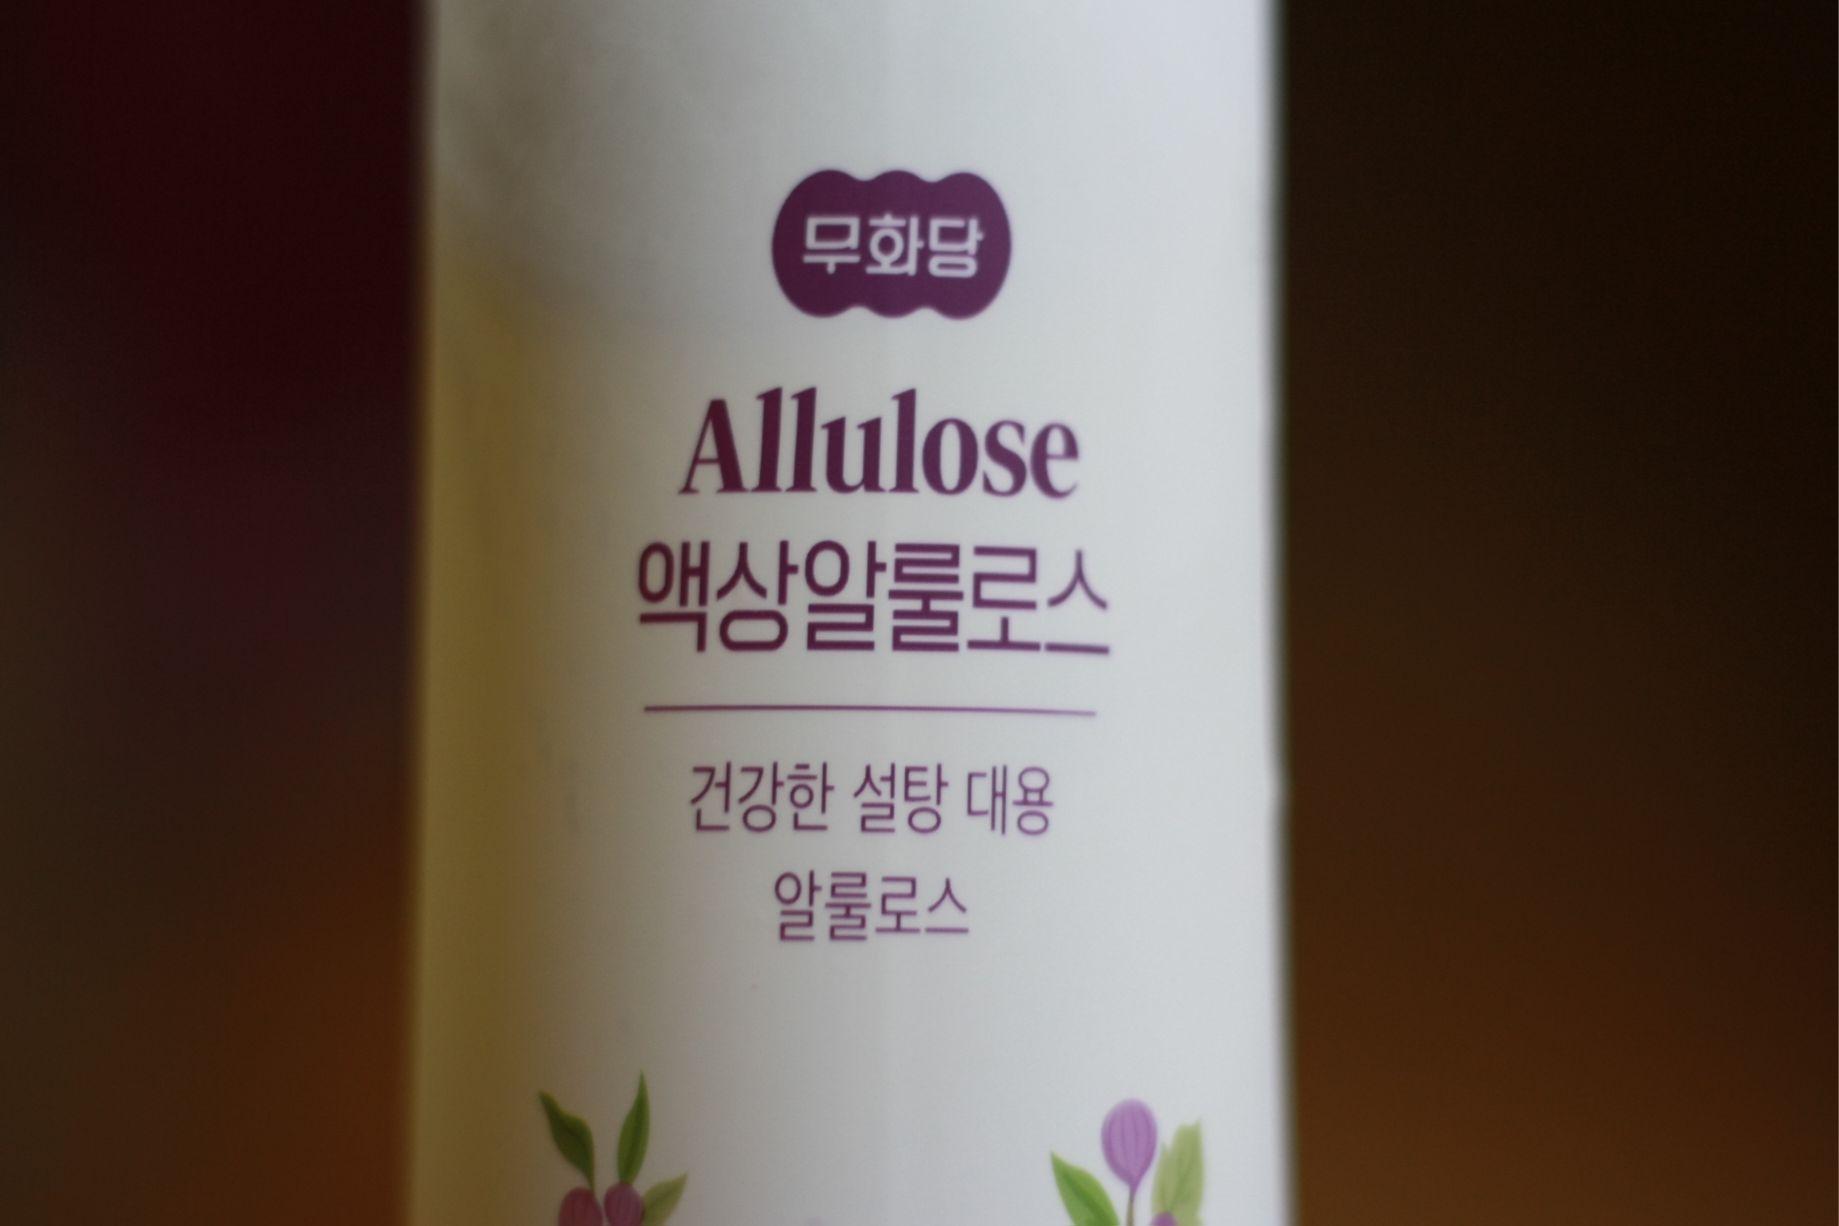 무화당
Allulose
액상알룰로스
건강한 설탕 대용
알룰로스